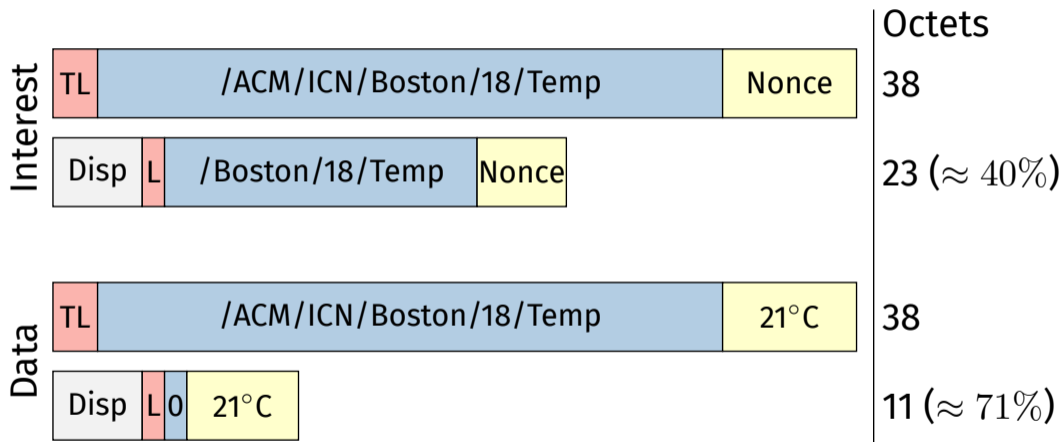 Octets
Interest
TL /ACM/ICN/Boston/18/Temp Nonce 38
Disp L /Boston/18/Temp Nonce 23 (≈ 40%)
Data
TL /ACM/ICN/Boston/18/Temp 21°C 38
Disp L 0 21°C 11 (≈ 71%)